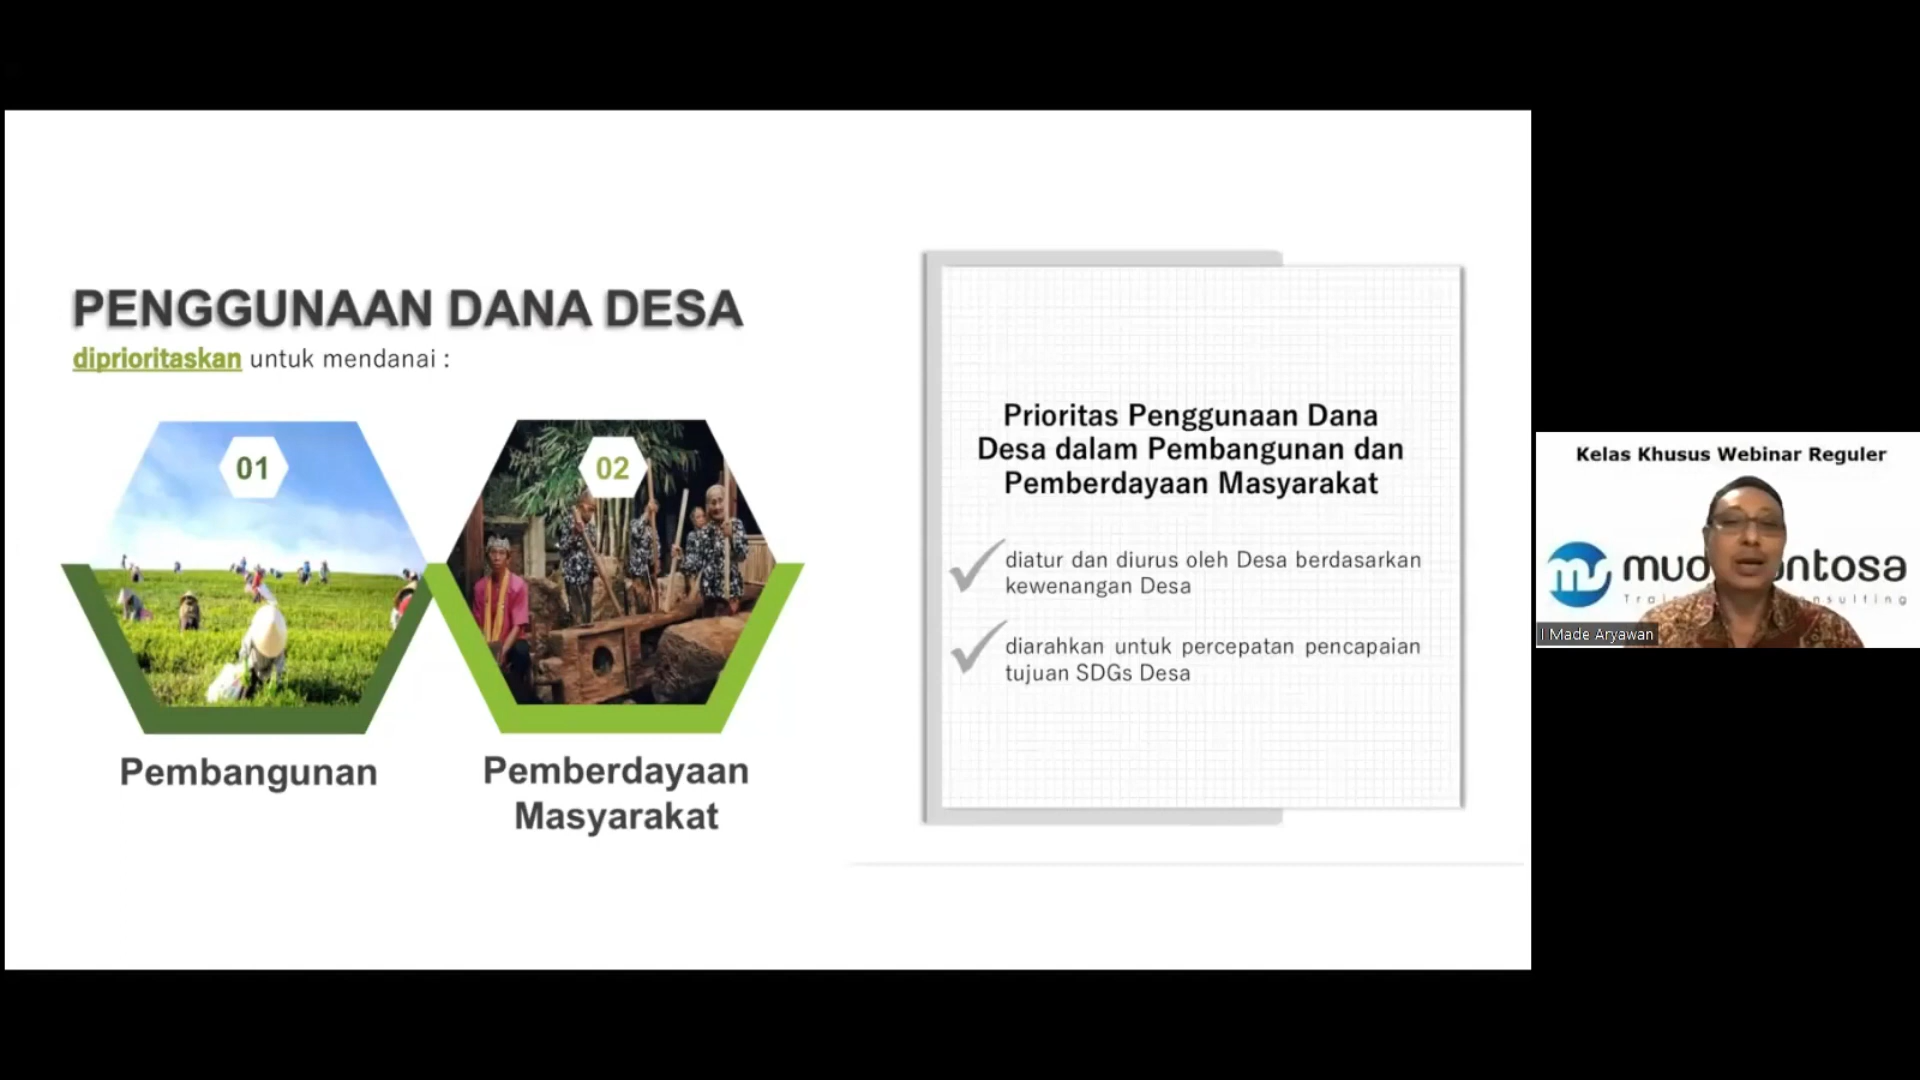 PENGGUNAAN DANA DESA
diprioritaskan untuk mendanai :
01
02
Pembangunan
Pemberdayaan
Masyarakat
Prioritas Penggunaan Dana
Desa dalam Pembangunan dan
Pemberdayaan Masyarakat
diatur dan diurus oleh Desa berdasarkan
kewenangan Desa
diarahkan untuk percepatan pencapaian
tujuan SDGs Desa
Kelas Khusus Webinar Reguler
I Made Aryawan